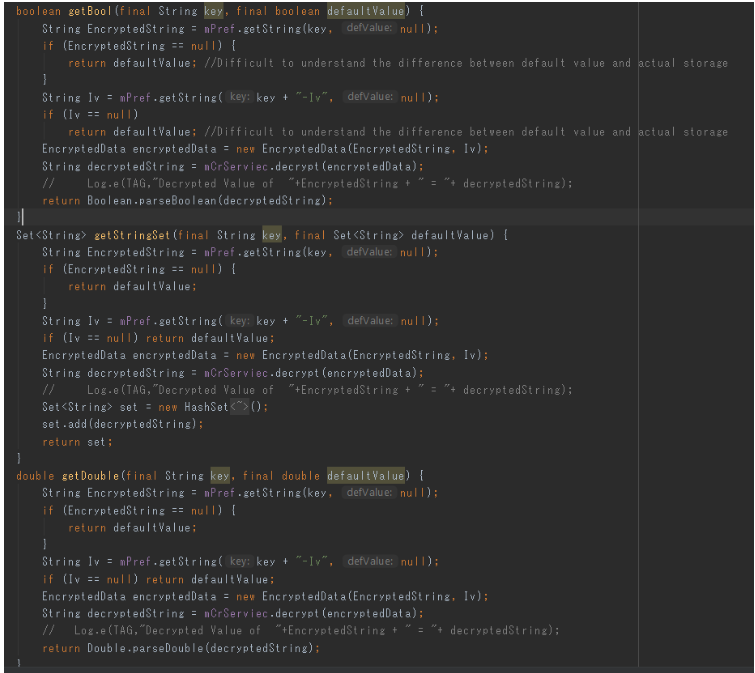 boolean getBool(final String key, final boolean defaultValue) {
String EncryptedString = mPref.getString(key, defValue: null);
if (EncryptedString == null) {
return defaultValue; //Difficult to understand the difference between default value and actual storage
}
String Iv = mPref.getString( key: key + "-Iv", defValue: null);
if (Iv == null)
return defaultValue; //Difficult to understand the difference between default value and actual storage
EncryptedData encryptedData = new EncryptedData(EncryptedString, Iv);
String decryptedString = mCrServiec.decrypt(encryptedData);
// Log.e(TAG,"Decrypted Value of "+EncryptedString + " = "+ decryptedString);
return Boolean.parseBoolean(decryptedString);
}
Set<String> getStringSet(final String key, final Set<String> defaultValue) {
String EncryptedString = mPref.getString(key, defValue: null);
if (EncryptedString == null) {
return defaultValue;
}
String Iv = mPref.getString( key: key + "-Iv", defValue: null);
if (Iv == null) return defaultValue;
EncryptedData encryptedData = new EncryptedData(EncryptedString, Iv);
String decryptedString = mCrServiec.decrypt(encryptedData);
// Log.e(TAG,"Decrypted Value of "+EncryptedString + " = "+ decryptedString);
Set<String> set = new HashSet<~>();
set.add(decryptedString);
return set;
}
double getDouble(final String key, final double defaultValue) {
String EncryptedString = mPref.getString(key, defValue: null);
if (EncryptedString == null) {
return defaultValue;
}
String Iv = mPref.getString( key: key + "-Iv", defValue: null);
if (Iv == null) return defaultValue;
EncryptedData encryptedData = new EncryptedData(EncryptedString, Iv);
String decryptedString = mCrServiec.decrypt(encryptedData);
// Log.e(TAG,"Decrypted Value of "+EncryptedString + " = "+ decryptedString);
return Double.parseDouble(decryptedString);
}